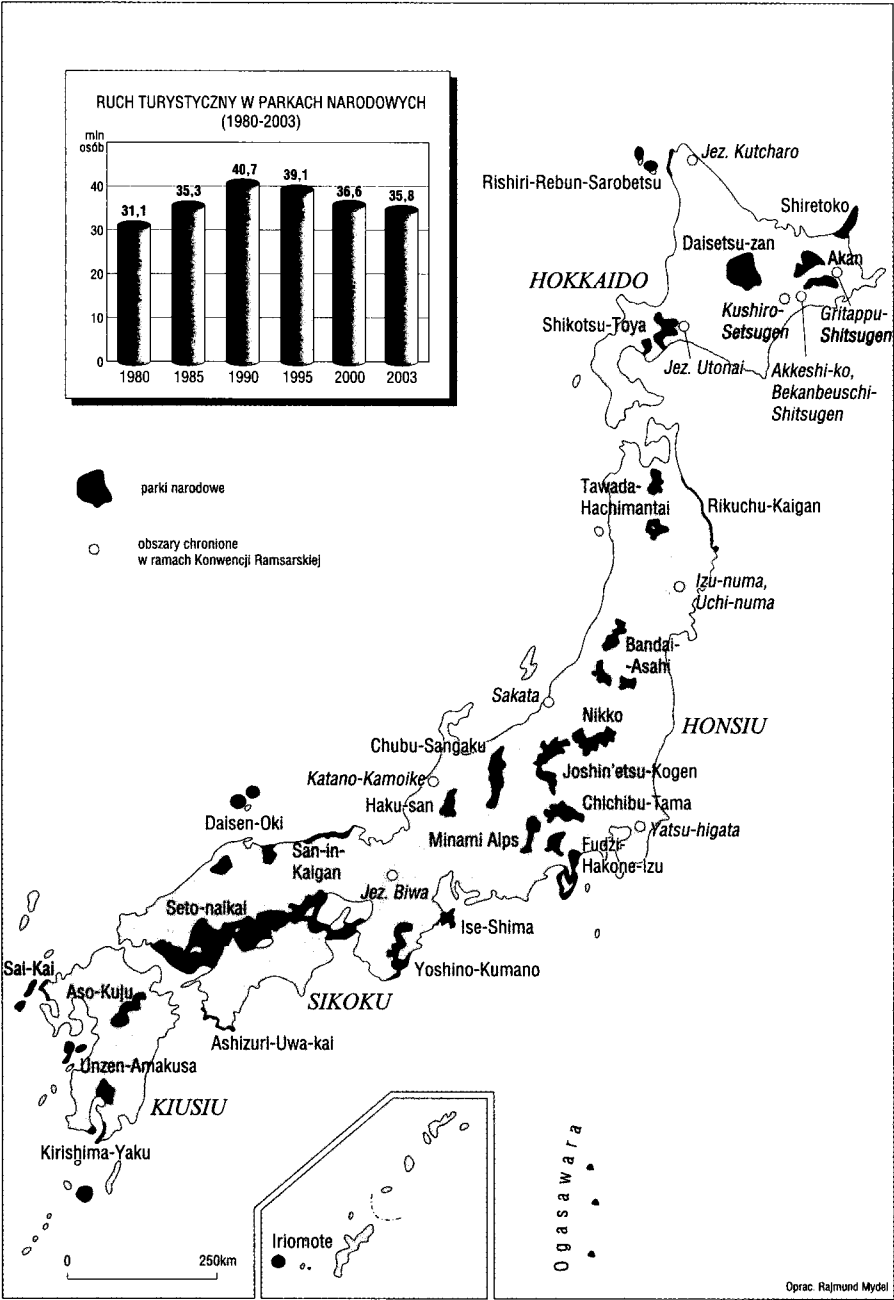 RUCH TURYSTYCZNY W PARKACH NARODOWYCH
(1980-2003)
mln
osób
40
30
20
10
0
31,1
35,3
40,7
39,1
36,6
35,8
1980
1985
1990
1995
2000
2003
parki narodowe
obszary chronione
w ramach Konwencji Ramsarskiej
Jez. Kutcharo
Rishiri-Rebun-Sarobetsu
Shiretoko
Daisetsu-zan
Akan
HOKKAIDO
Kushiro-
Setsugen
Gritappu-
Shitsugen
Shikotsu-Toya
Jez. Utonai
Akkeshi-ko,
Bekanbeuschi-
Shitsugen
Tawada-
Hachimantai
Rikuchu-Kaigan
Izu-numa,
Uchi-numa
Bandai-
-Asahi
Sakata
Nikko
HONSIU
Chubu-Sangaku
Joshin'etsu-Kogen
Katano-Kamoike
Haku-san
Chichibu-Tama
Daisen-Oki
Minami Alps
Yatsu-higata
San-in-
Kaigan
Fudzi-
Hakone-Izu
Jez. Biwa
Seto-naikai
Ise-Shima
Yoshino-Kumano
Sai-Kai
Aso-Kuju
SIKOKU
Ashizuri-Uwa-kai
Unzen-Amakusa
KIUSIU
Kirishima-Yaku
Ogasawara
Iriomote
0
250km
Oprac. Rajmund Mydel